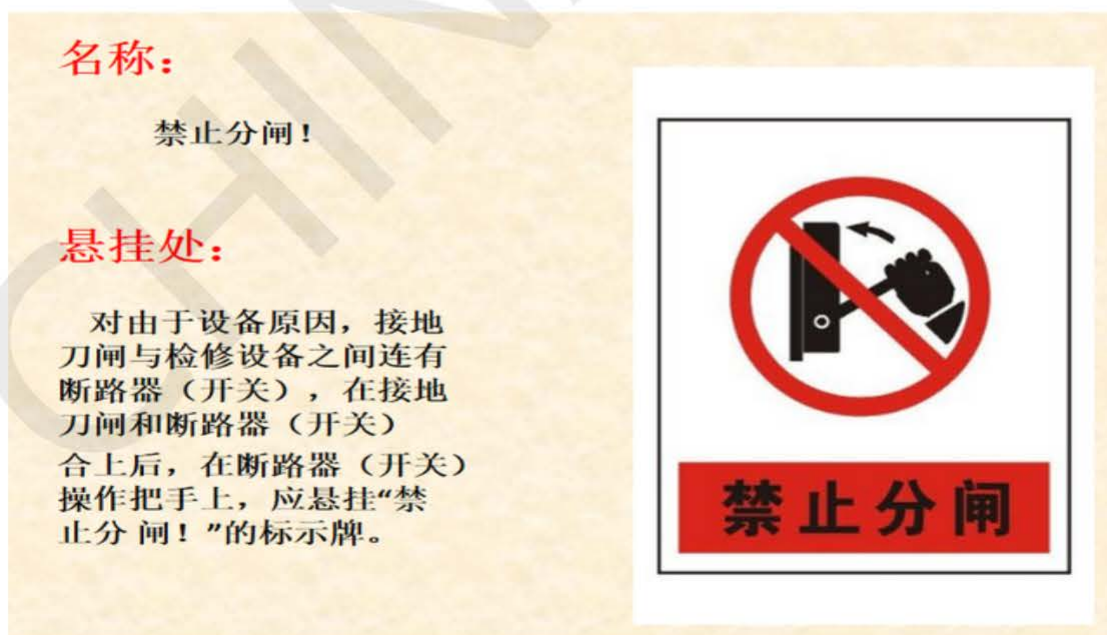 名称：
禁止分闸！
悬挂处：
对由于设备原因，接地
刀闸与检修设备之间连有
断路器（开关），在接地
刀闸和断路器（开关）
合上后，在断路器（开关）
操作把手上，应悬挂“禁
止分 闸！”的标示牌。
禁止分闸